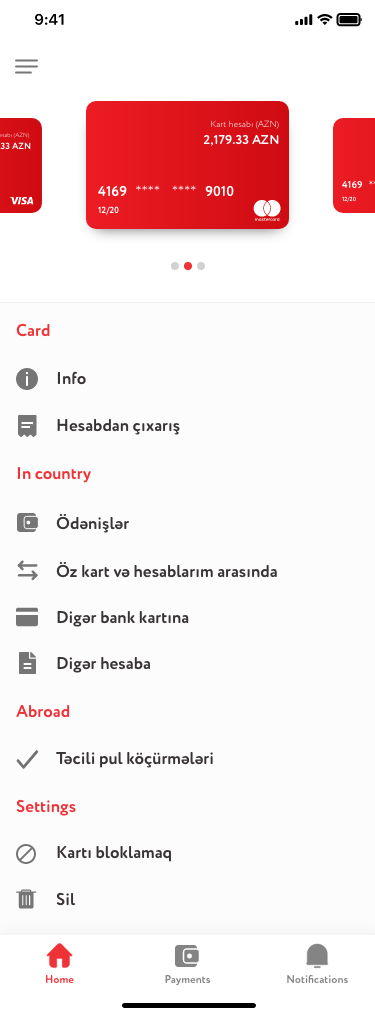 9:41
Kart hesabı (AZN)
33 AZN
2,179.33 AZN
VISA
4169 **** **** 9010
12/20
mastercard
4169
12/20
Card
Info
Hesabdan çıxarış
In country
Ödənişlər
Öz kart və hesablarım arasında
Digər bank kartına
Digər hesaba
Abroad
Təcili pul köçürmələri
Settings
Kartı bloklamaq
Sil
Home Payments Notifications